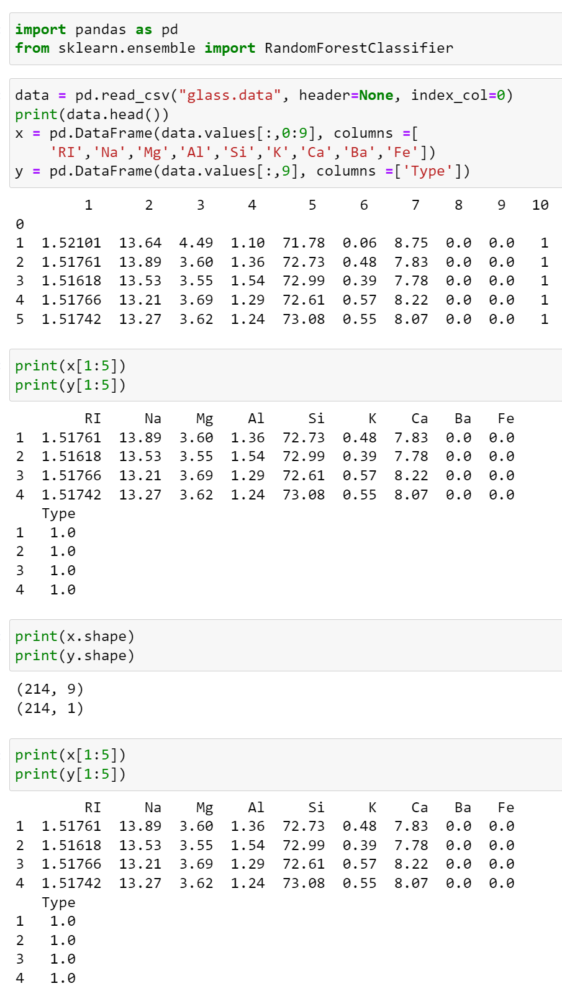 import pandas as pd
from sklearn.ensemble import RandomForestClassifier
data = pd.read_csv("glass.data", header=None, index_col=0)
print(data.head())
x = pd.DataFrame(data.values[:,0:9], columns =[
    'RI','Na','Mg','Al','Si','K','Ca','Ba','Fe'])
y = pd.DataFrame(data.values[:,9], columns =['Type'])
        1      2     3     4      5     6     7    8    9   10
0
1  1.52101  13.64  4.49  1.10  71.78  0.06  8.75  0.0  0.0   1
2  1.51761  13.89  3.60  1.36  72.73  0.48  7.83  0.0  0.0   1
3  1.51618  13.53  3.55  1.54  72.99  0.39  7.78  0.0  0.0   1
4  1.51766  13.21  3.69  1.29  72.61  0.57  8.22  0.0  0.0   1
5  1.51742  13.27  3.62  1.24  73.08  0.55  8.07  0.0  0.0   1
print(x[1:5])
print(y[1:5])
        RI     Na    Mg    Al     Si     K    Ca   Ba   Fe
1  1.51761  13.89  3.60  1.36  72.73  0.48  7.83  0.0  0.0
2  1.51618  13.53  3.55  1.54  72.99  0.39  7.78  0.0  0.0
3  1.51766  13.21  3.69  1.29  72.61  0.57  8.22  0.0  0.0
4  1.51742  13.27  3.62  1.24  73.08  0.55  8.07  0.0  0.0
   Type
1   1.0
2   1.0
3   1.0
4   1.0
print(x.shape)
print(y.shape)
(214, 9)
(214, 1)
print(x[1:5])
print(y[1:5])
        RI     Na    Mg    Al     Si     K    Ca   Ba   Fe
1  1.51761  13.89  3.60  1.36  72.73  0.48  7.83  0.0  0.0
2  1.51618  13.53  3.55  1.54  72.99  0.39  7.78  0.0  0.0
3  1.51766  13.21  3.69  1.29  72.61  0.57  8.22  0.0  0.0
4  1.51742  13.27  3.62  1.24  73.08  0.55  8.07  0.0  0.0
   Type
1   1.0
2   1.0
3   1.0
4   1.0